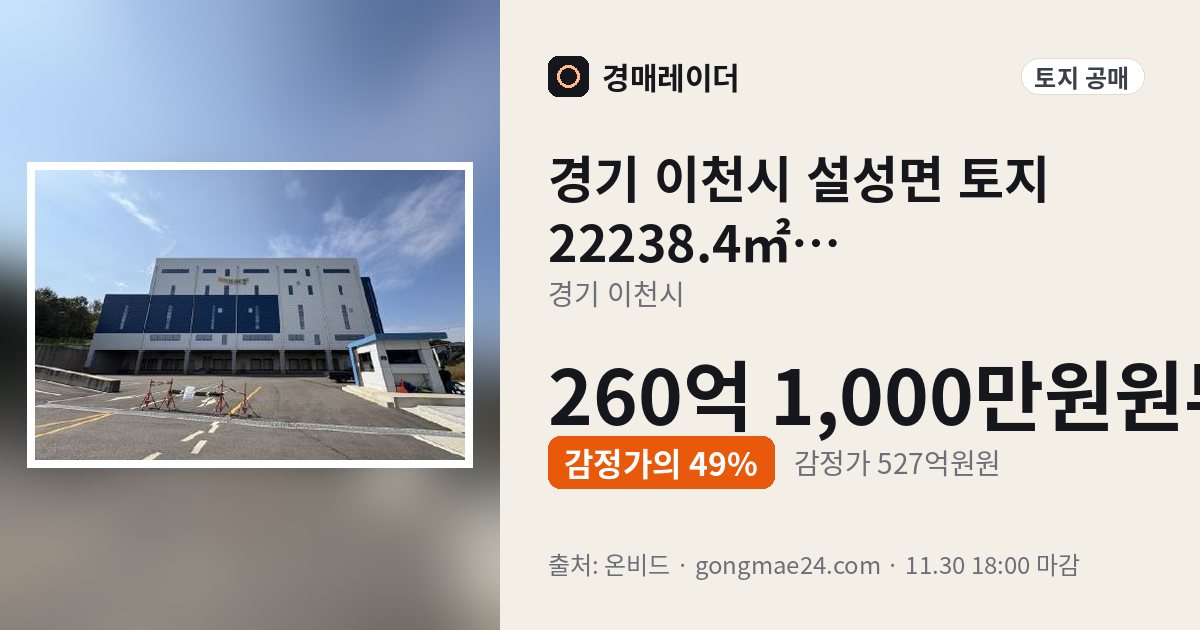 경매레이더
토지 공매
경기 이천시 설성면 토지
22238.4㎡…
경기 이천시
260억 1,000만원원
감정가의 49%
감정가 527억원원
출처: 온비드 · gongmae24.com · 11.30 18:00 마감